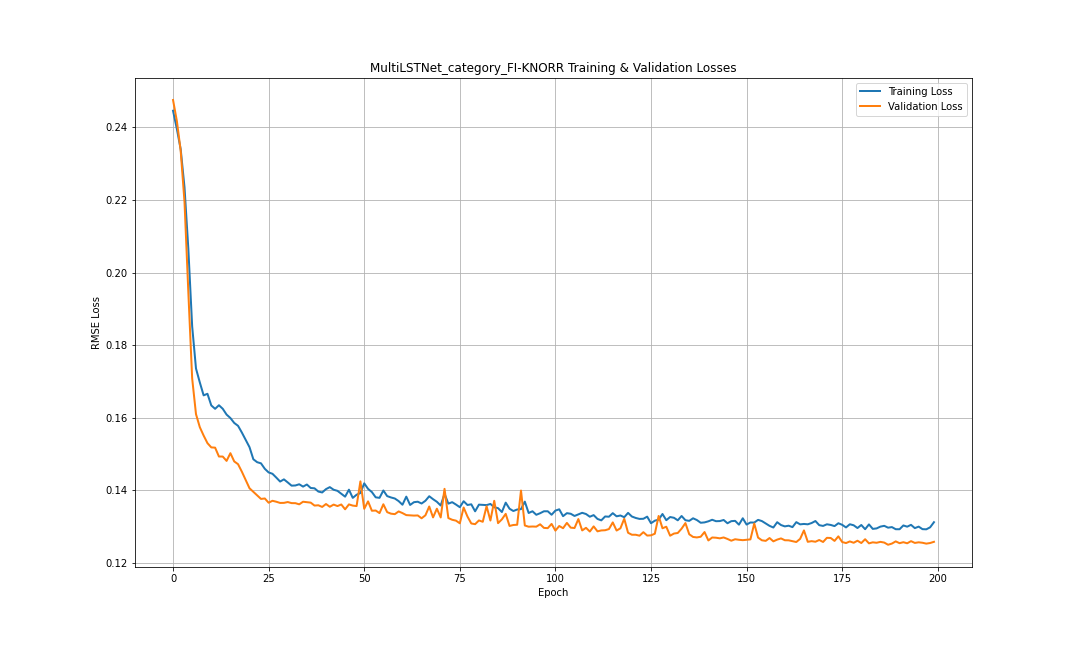 MultiLSTNet_category_FI-KNORR Training & Validation Losses
Training Loss
Validation Loss
RMSE Loss
0.24
0.22
0.20
0.18
0.16
0.14
0.12
0 25 50 75 100 125 150 175 200
Epoch